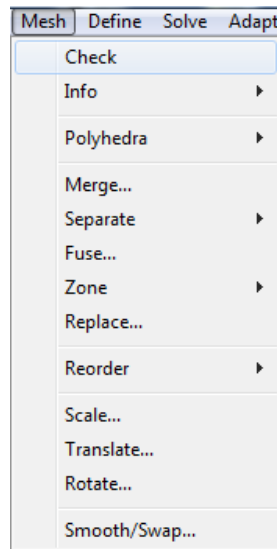 Mesh Define Solve Adapt
Check
Info
Polyhedra
Merge...
Separate
Fuse...
Zone
Replace...
Reorder
Scale...
Translate...
Rotate...
Smooth/Swap...